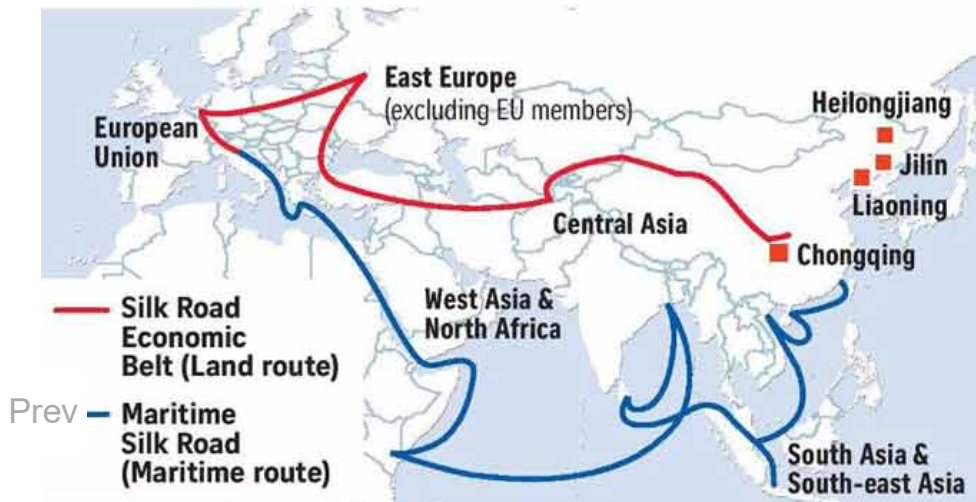 East Europe
(excluding EU members)
Heilongjiang
European
Union
Jilin
Liaoning
Central Asia
Chongqing
West Asia &
North Africa
Silk Road
Economic
Belt (Land route)
Prev
Maritime
Silk Road
(Maritime route)
South Asia &
South-east Asia